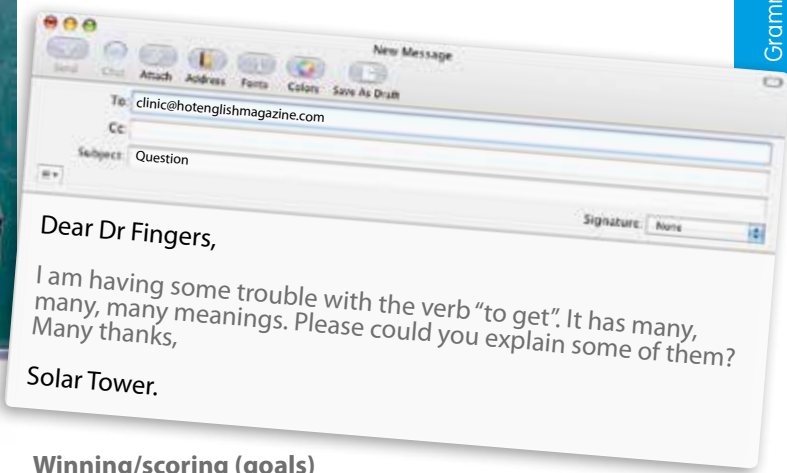 Gramm
New Message
Send Chat Attach Address Fonts Colors Save As Draft
To: clinic@hotenglishmagazine.com
Cc:
Subject: Question
Signature: None
Dear Dr Fingers,
I am having some trouble with the verb “to get”. It has many,
many, many meanings. Please could you explain some of them?
Many thanks,
Solar Tower.
Winning/scoring (goals)